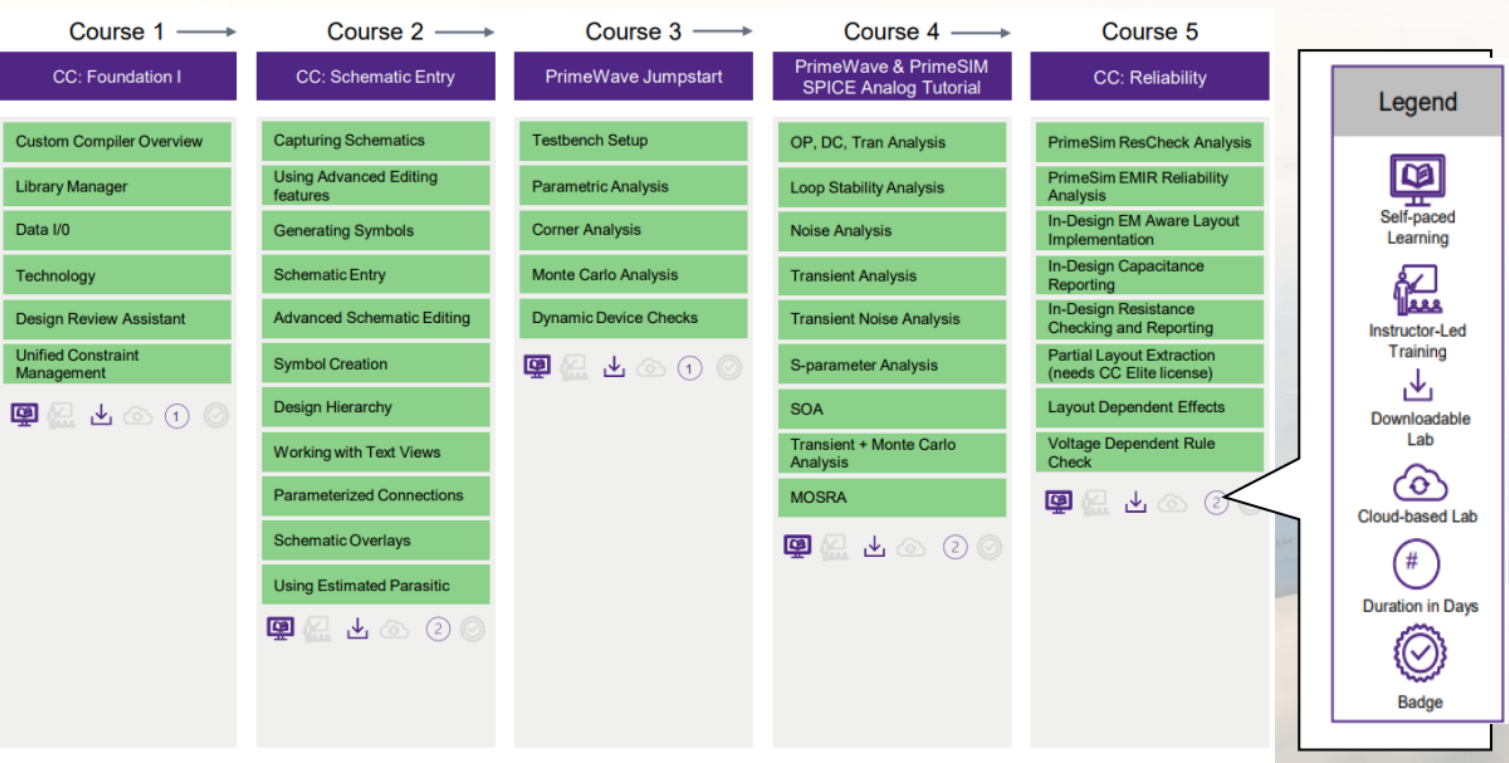 Course 1
Course 2
Course 3
Course 4
Course 5
CC: Foundation I
CC: Schematic Entry
PrimeWave Jumpstart
PrimeWave & PrimeSIM
SPICE Analog Tutorial
CC: Reliability
Custom Compiler Overview
Library Manager
Data I/0
Technology
Design Review Assistant
Unified Constraint
Management
1
Capturing Schematics
Using Advanced Editing
features
Generating Symbols
Schematic Entry
Advanced Schematic Editing
Symbol Creation
Design Hierarchy
Working with Text Views
Parameterized Connections
Schematic Overlays
Using Estimated Parasitic
2
Testbench Setup
Parametric Analysis
Corner Analysis
Monte Carlo Analysis
Dynamic Device Checks
1
OP, DC, Tran Analysis
Loop Stability Analysis
Noise Analysis
Transient Analysis
Transient Noise Analysis
S-parameter Analysis
SOA
Transient + Monte Carlo
Analysis
MOSRA
2
PrimeSim ResCheck Analysis
PrimeSim EMIR Reliability
Analysis
In-Design EM Aware Layout
Implementation
In-Design Capacitance
Reporting
In-Design Resistance
Checking and Reporting
Partial Layout Extraction
(needs CC Elite license)
Layout Dependent Effects
Voltage Dependent Rule
Check
2
Legend
Self-paced
Learning
Instructor-Led
Training
Downloadable
Lab
Cloud-based Lab
#
Duration in Days
Badge